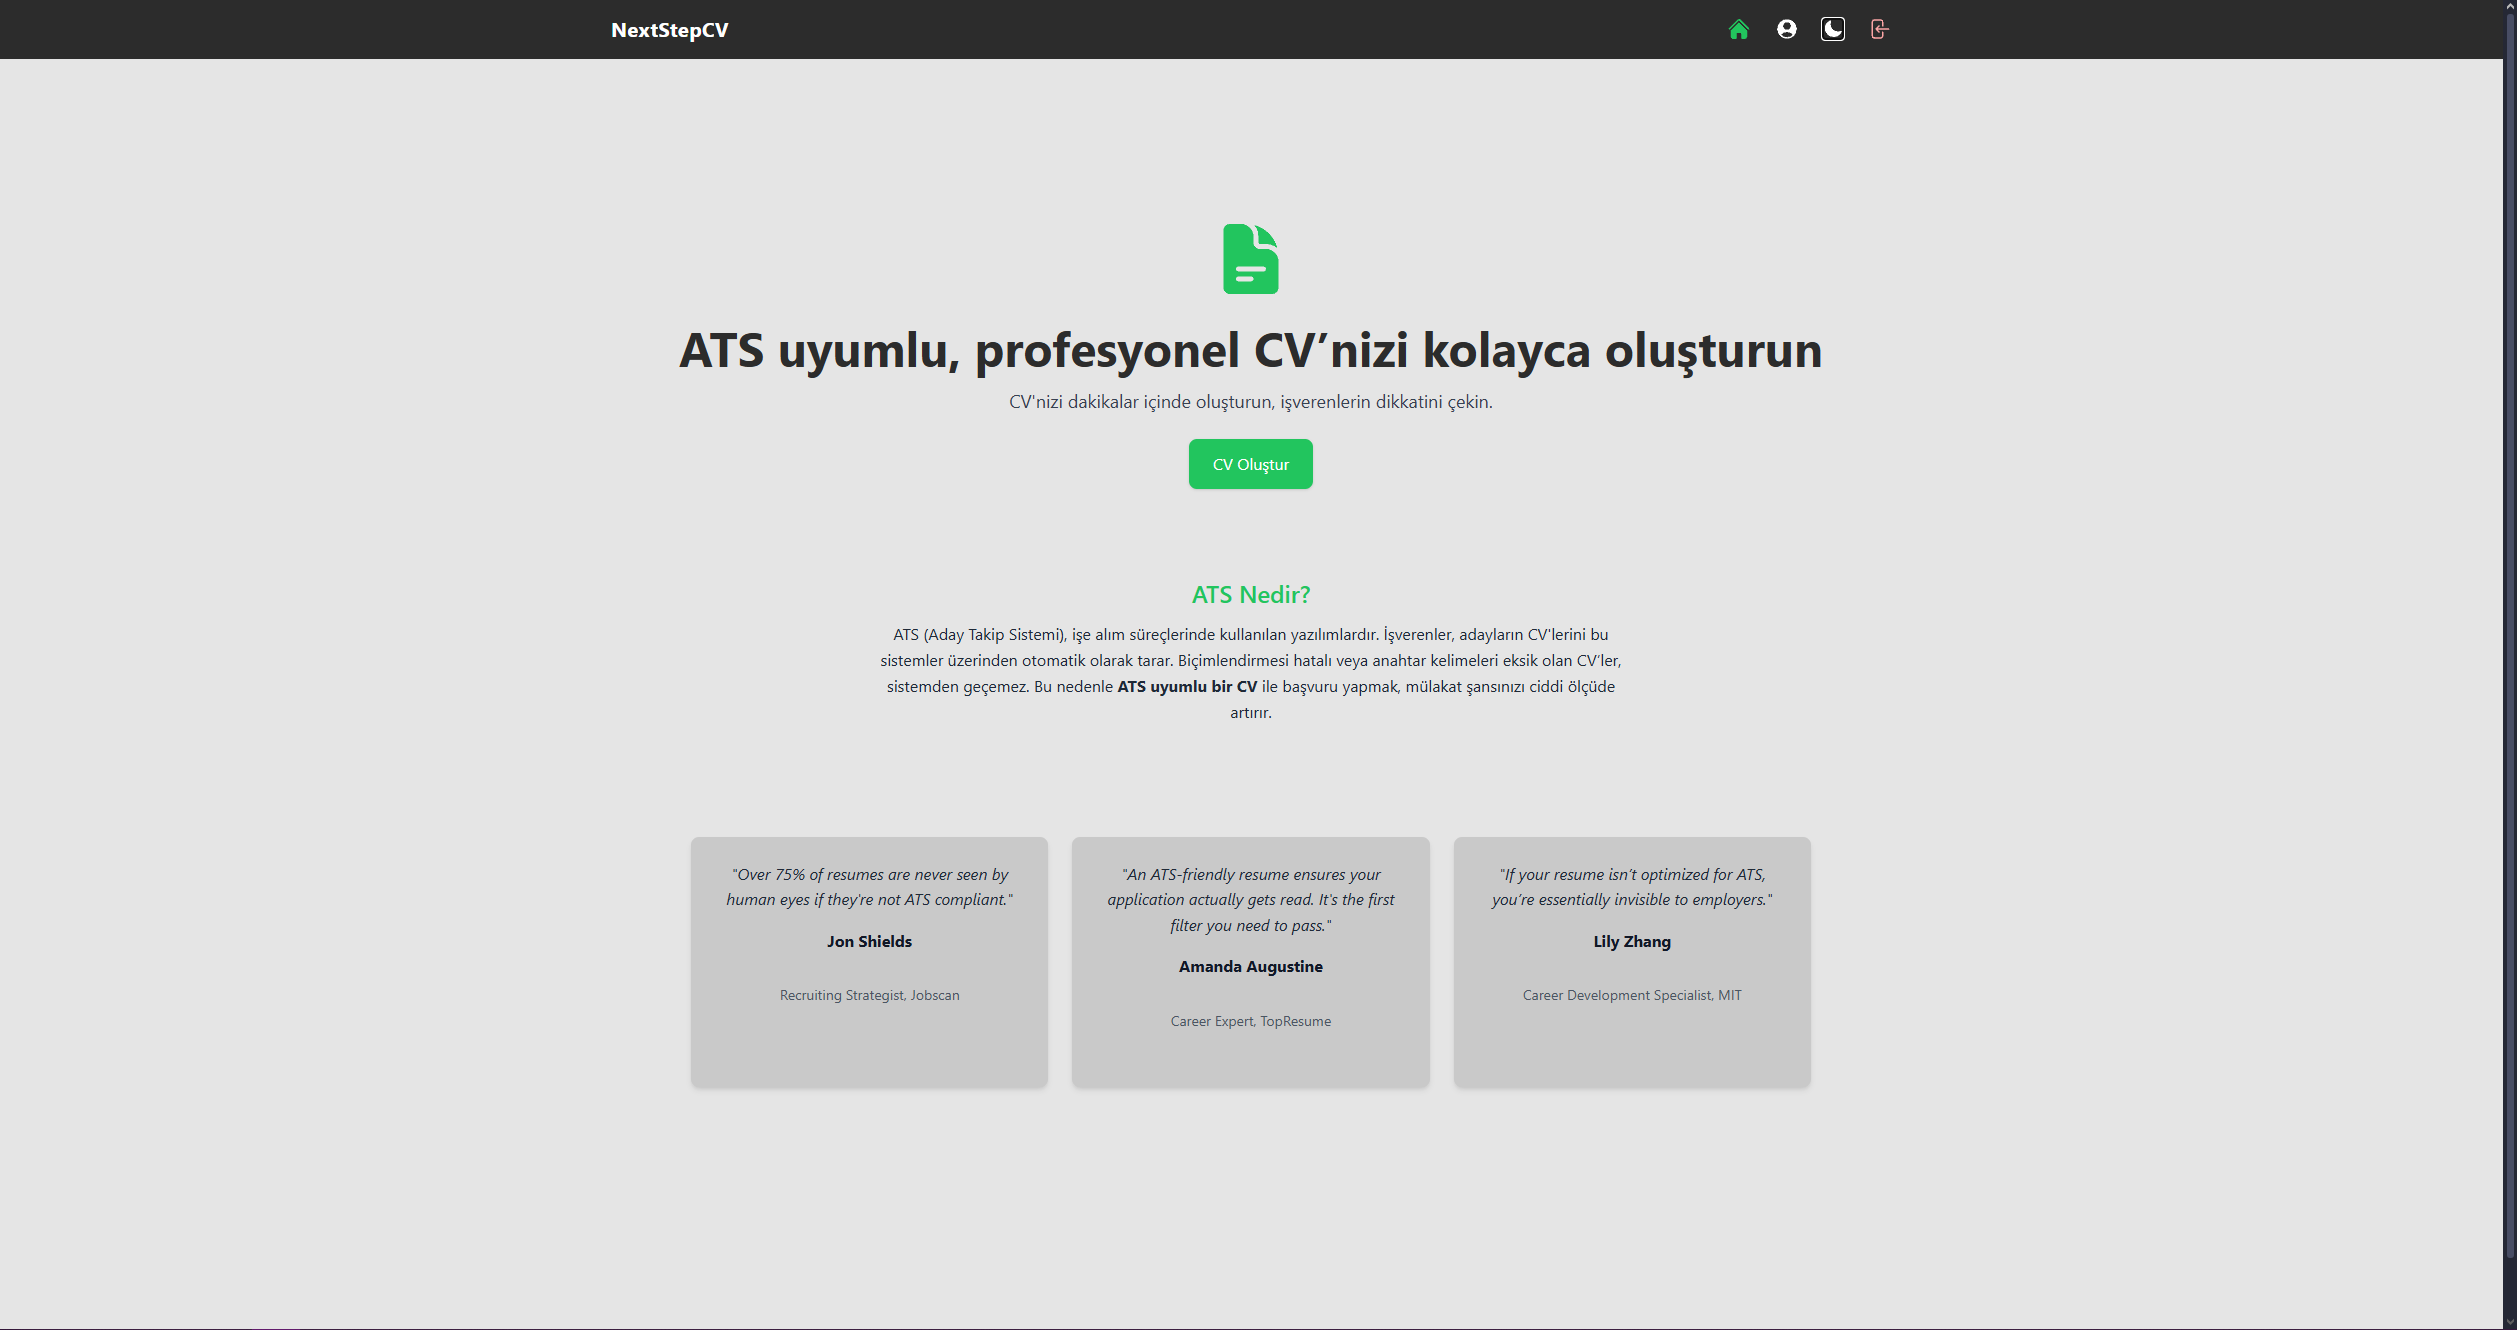 NextStepCV
ATS uyumlu, profesyonel CV’nizi kolayca oluşturun
CV'nizi dakikalar içinde oluşturun, işverenlerin dikkatini çekin.
CV Oluştur
ATS Nedir?
ATS (Aday Takip Sistemi), işe alım süreçlerinde kullanılan yazılımlardır. İşverenler, adayların CV'lerini bu
sistemler üzerinden otomatik olarak tarar. Biçimlendirmesi hatalı veya anahtar kelimeleri eksik olan CV’ler,
sistemden geçemez. Bu nedenle ATS uyumlu bir CV ile başvuru yapmak, mülakat şansınızı ciddi ölçüde
artırır.
"Over 75% of resumes are never seen by
human eyes if they're not ATS compliant."
Jon Shields
Recruiting Strategist, Jobscan
"An ATS-friendly resume ensures your
application actually gets read. It's the first
filter you need to pass."
Amanda Augustine
Career Expert, TopResume
"If your resume isn’t optimized for ATS,
you’re essentially invisible to employers."
Lily Zhang
Career Development Specialist, MIT